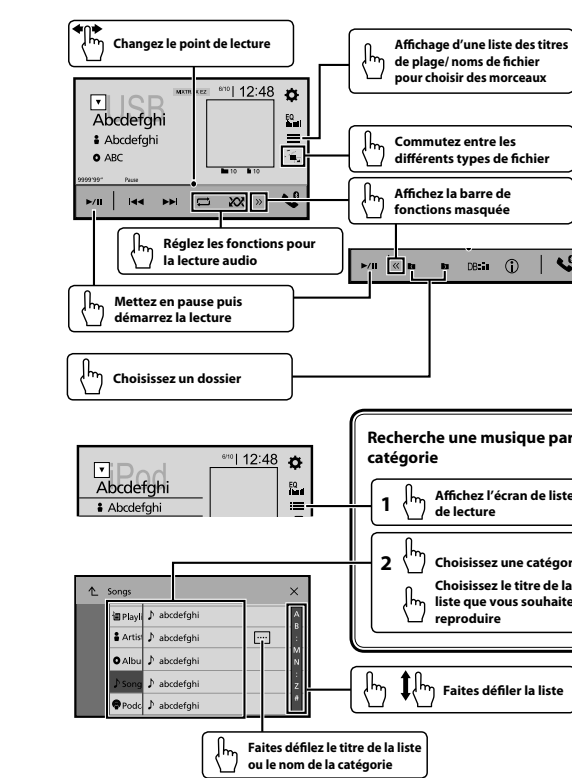 Changez le point de lecture
Affichage d'une liste des titres
de plage/ noms de fichier
pour choisir des morceaux
USB
MIXTRAX EZ
6/10
12:48
Abcdefghi
Abcdefghi
ABC
EQ
10
10
9999'99"
Pause
Commutez entre les
différents types de fichier
Affichez la barre de
fonctions masquée
Réglez les fonctions pour
la lecture audio
DB
Mettez en pause puis
démarrez la lecture
Choisissez un dossier
iPod
6/10
12:48
Abcdefghi
Abcdefghi
EQ
Recherche une musique par
catégorie
1
Affichez l'écran de liste
de lecture
2
Choisissez une catégor
Choisissez le titre de la
liste que vous souhaite
reproduire
Songs
Playli
abcdefghi
Artis
abcdefghi
Albu
abcdefghi
Song
abcdefghi
Podc
abcdefghi
A
B
:
M
N
:
Z
#
Faites défiler la liste
Faites défilez le titre de la liste
ou le nom de la catégorie